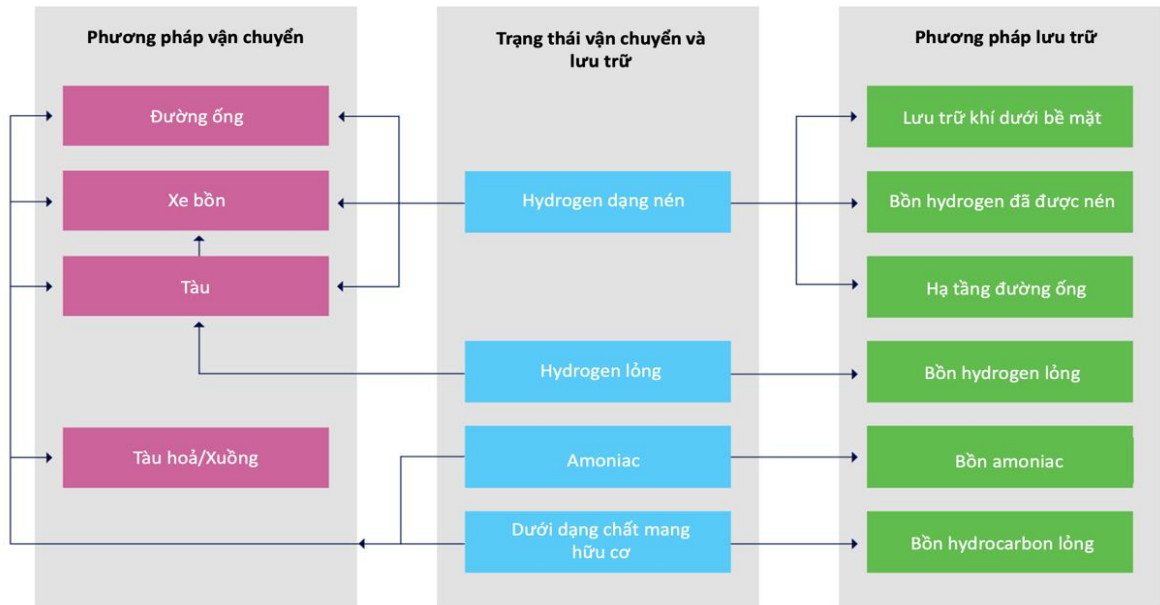 Phương pháp vận chuyển
Trạng thái vận chuyển và
lưu trữ
Phương pháp lưu trữ
Đường ống
Lưu trữ khí dưới bề mặt
Xe bồn
Hydrogen dạng nén
Bồn hydrogen đã được nén
Tàu
Hạ tầng đường ống
Hydrogen lỏng
Bồn hydrogen lỏng
Tàu hoả/Xuồng
Amoniac
Bồn amoniac
Dưới dạng chất mang
hữu cơ
Bồn hydrocarbon lỏng